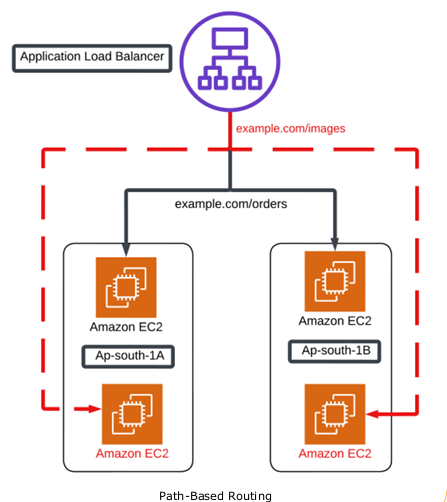 Application Load Balancer
example.com/images
example.com/orders
Amazon EC2
Amazon EC2
Ap-south-1A
Ap-south-1B
Amazon EC2
Amazon EC2
Path-Based Routing